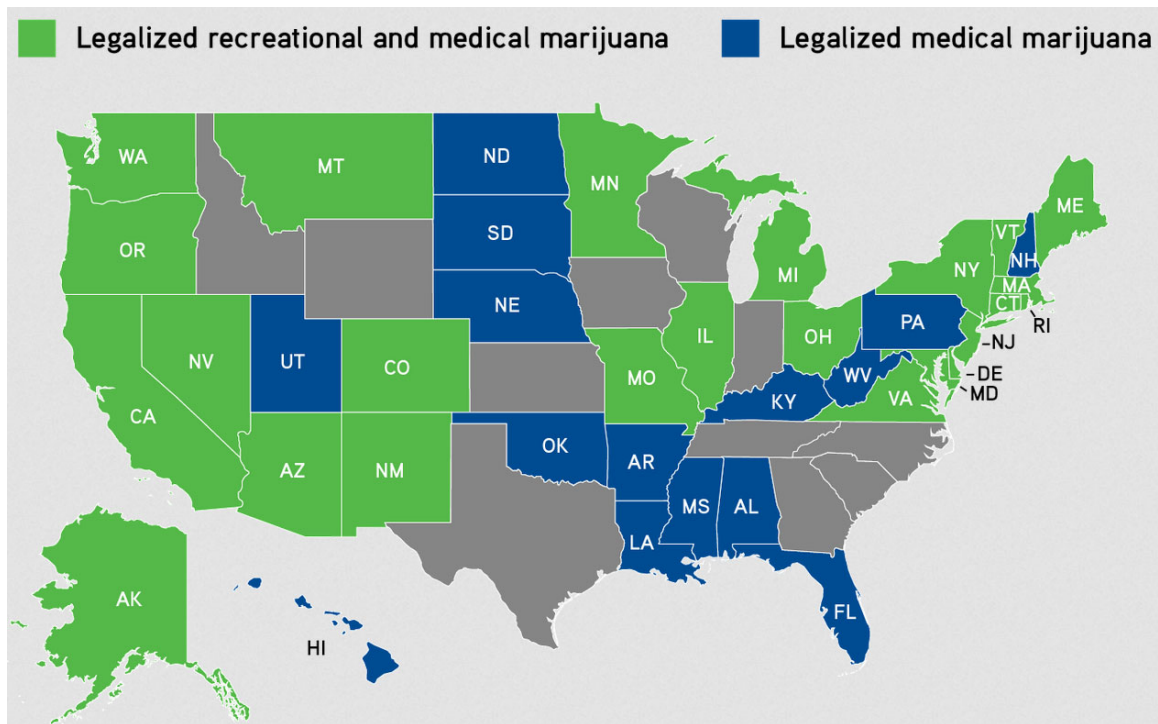 Legalized recreational and medical marijuana
Legalized medical marijuana
WA
MT
ND
MN
ME
OR
SD
MI
VT
NH
NY
MA
CT
RI
NE
PA
NJ
NV
UT
CO
IL
OH
DE
MD
MO
WV
VA
KY
CA
AZ
NM
OK
AR
MS
AL
LA
FL
AK
HI